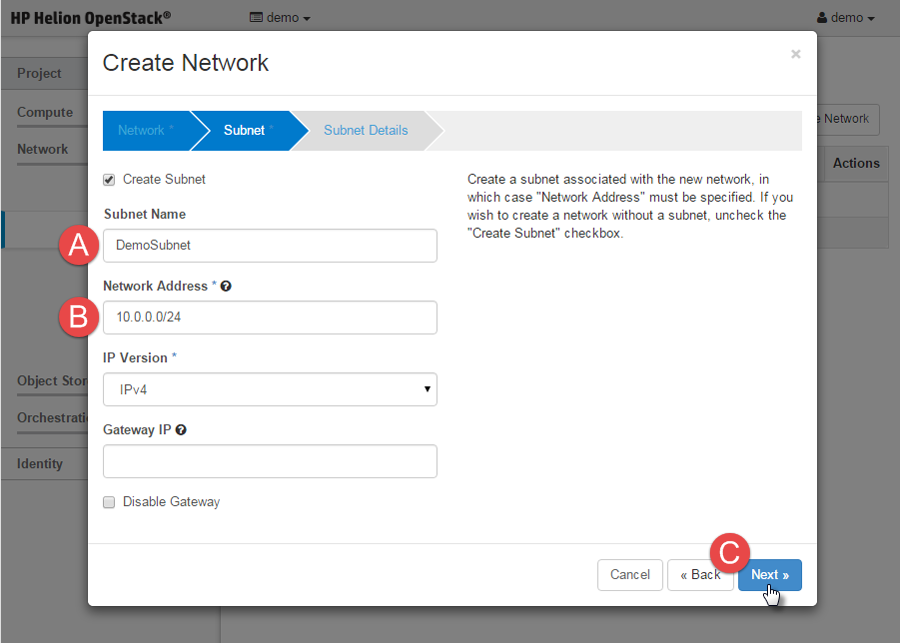 HP Helion OpenStack®
demo
demo
Create Network
×
Project
Compute
Network
Object Stor
Orchestrati
Identity
e Network
Actions
Network *
Subnet *
Subnet Details
Create Subnet
Subnet Name
A
DemoSubnet
Network Address * ?
B
10.0.0.0/24
IP Version *
IPv4
Gateway IP ?
Disable Gateway
Create a subnet associated with the new network, in
which case "Network Address" must be specified. If you
wish to create a network without a subnet, uncheck the
"Create Subnet" checkbox.
C
Cancel
« Back
Next »